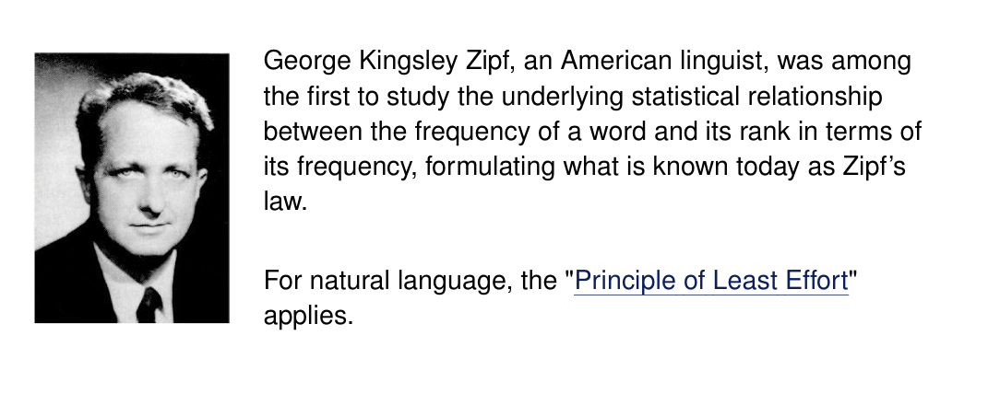 George Kingsley Zipf, an American linguist, was among
the first to study the underlying statistical relationship
between the frequency of a word and its rank in terms of
its frequency, formulating what is known today as Zipf’s
law.
For natural language, the "Principle of Least Effort"
applies.